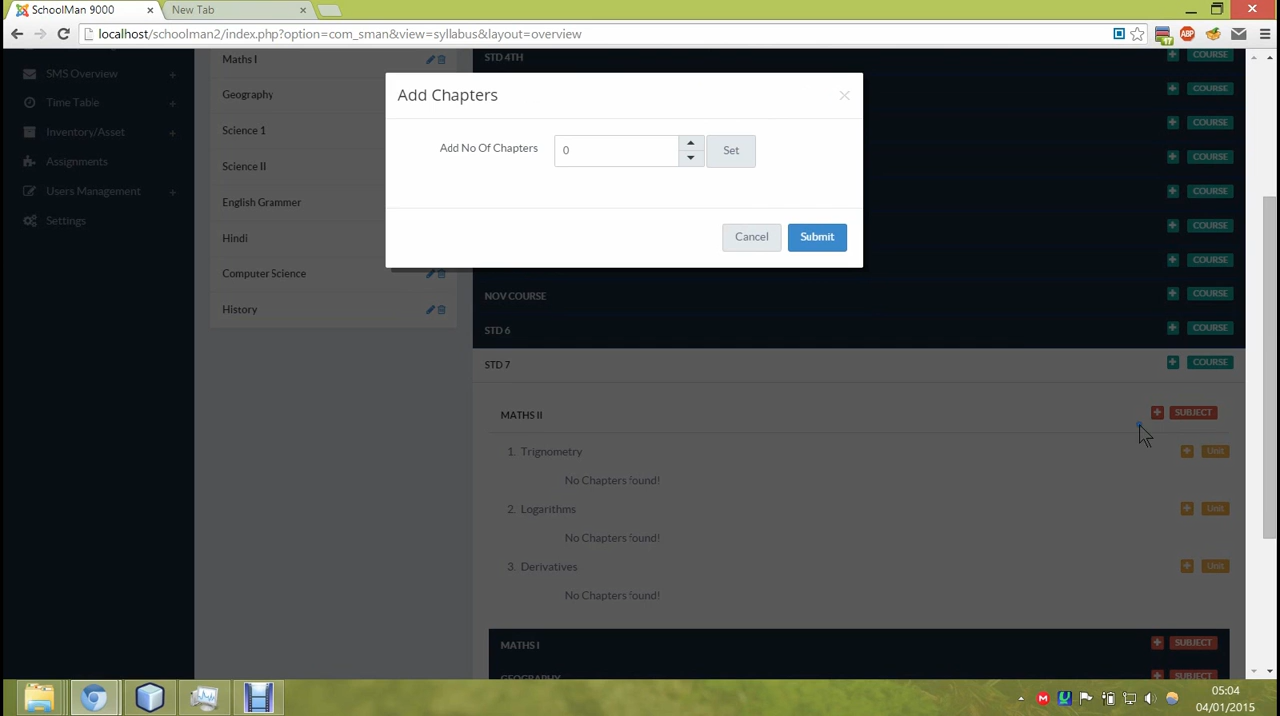 SchoolMan 9000
New Tab
localhost/schoolman2/index.php?option=com_sman&view=syllabus&layout=overview
ABP
17
SMS Overview
Time Table
Inventory/Asset
Assignments
Users Management
Settings
Maths I
Geography
Science 1
Science II
English Grammer
Hindi
Computer Science
History
STD 4TH
COURSE
COURSE
COURSE
COURSE
COURSE
COURSE
COURSE
Add Chapters
Add No Of Chapters
0
Set
Cancel
Submit
NOV COURSE
COURSE
STD 6
COURSE
STD 7
COURSE
MATHS II
SUBJECT
1. Trignometry
Unit
No Chapters found!
2. Logarithms
Unit
No Chapters found!
3. Derivatives
Unit
No Chapters found!
MATHS I
SUBJECT
GEOGRAPHY
SUBJECT
05:04
04/01/2015